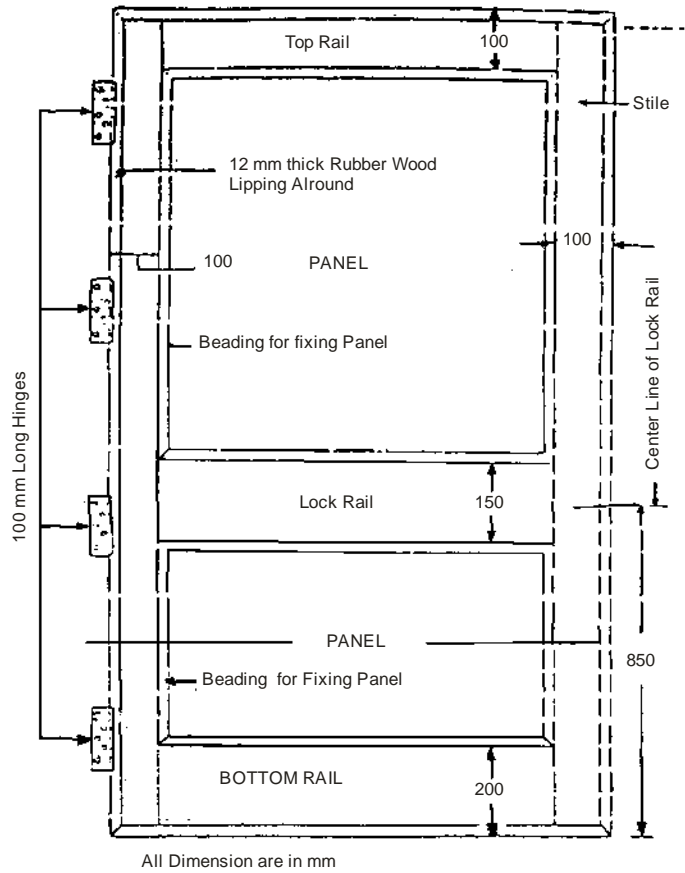 Top Rail
100
Stile
12 mm thick Rubber Wood
Lipping Alround
100
100
PANEL
Beading for fixing Panel
Center Line of Lock Rail
100 mm Long Hinges
Lock Rail
150
PANEL
850
Beading for Fixing Panel
BOTTOM RAIL
200
All Dimension are in mm